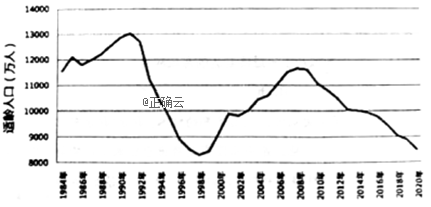 14000
13000
12000
11000
10000
9000
8000
适龄人口（万人）
@正确云
1984年
1986年
1988年
1990年
1992年
1994年
1996年
1998年
2000年
2002年
2004年
2006年
2008年
2010年
2012年
2014年
2016年
2018年
2020年